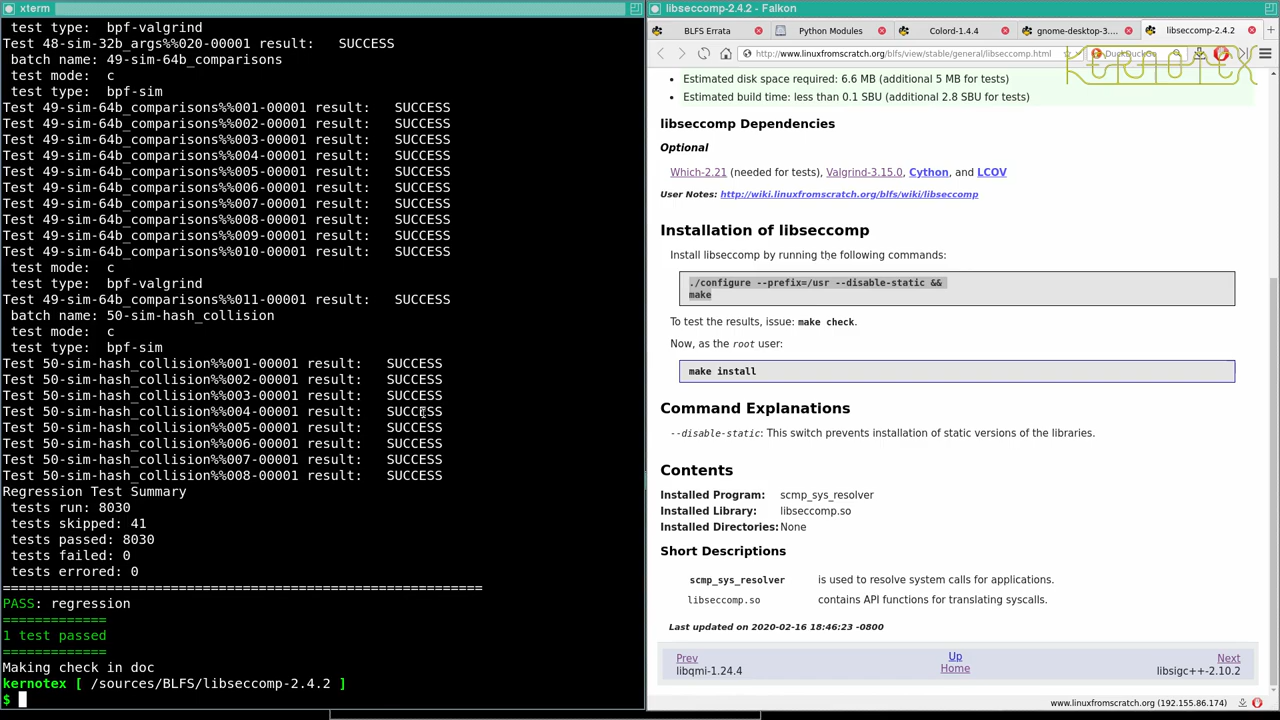 xterm
test type:  bpf-valgrind
Test 48-sim-32b_args%%020-00001 result:   SUCCESS
batch name: 49-sim-64b_comparisons
test mode:  c
test type:  bpf-sim
Test 49-sim-64b_comparisons%%001-00001 result:   SUCCESS
Test 49-sim-64b_comparisons%%002-00001 result:   SUCCESS
Test 49-sim-64b_comparisons%%003-00001 result:   SUCCESS
Test 49-sim-64b_comparisons%%004-00001 result:   SUCCESS
Test 49-sim-64b_comparisons%%005-00001 result:   SUCCESS
Test 49-sim-64b_comparisons%%006-00001 result:   SUCCESS
Test 49-sim-64b_comparisons%%007-00001 result:   SUCCESS
Test 49-sim-64b_comparisons%%008-00001 result:   SUCCESS
Test 49-sim-64b_comparisons%%009-00001 result:   SUCCESS
Test 49-sim-64b_comparisons%%010-00001 result:   SUCCESS
test mode:  c
test type:  bpf-valgrind
Test 49-sim-64b_comparisons%%011-00001 result:   SUCCESS
batch name: 50-sim-hash_collision
test mode:  c
test type:  bpf-sim
Test 50-sim-hash_collision%%001-00001 result:   SUCCESS
Test 50-sim-hash_collision%%002-00001 result:   SUCCESS
Test 50-sim-hash_collision%%003-00001 result:   SUCCESS
Test 50-sim-hash_collision%%004-00001 result:   SUCCESS
Test 50-sim-hash_collision%%005-00001 result:   SUCCESS
Test 50-sim-hash_collision%%006-00001 result:   SUCCESS
Test 50-sim-hash_collision%%007-00001 result:   SUCCESS
Test 50-sim-hash_collision%%008-00001 result:   SUCCESS
Regression Test Summary
tests run: 8030
tests skipped: 41
tests passed: 8030
tests failed: 0
tests errored: 0
============================================================
PASS: regression
=============
1 test passed
=============
Making check in doc
kernotex [ /sources/BLFS/libseccomp-2.4.2 ]
$
libseccomp-2.4.2 - Falkon
BLFS Errata
Python Modules
Colord-1.4.4
gnome-desktop-3....
libseccomp-2.4.2
http://www.linuxfromscratch.org/blfs/view/stable/general/libseccomp.html
DuckDuckGo
KERNOTEX
• Estimated disk space required: 6.6 MB (additional 5 MB for tests)
• Estimated build time: less than 0.1 SBU (additional 2.8 SBU for tests)
libseccomp Dependencies
Optional
Which-2.21 (needed for tests), Valgrind-3.15.0, Cython, and LCOV
User Notes: http://wiki.linuxfromscratch.org/blfs/wiki/libseccomp
Installation of libseccomp
Install libseccomp by running the following commands:
./configure --prefix=/usr --disable-static &&
make
To test the results, issue: make check.
Now, as the root user:
make install
Command Explanations
--disable-static: This switch prevents installation of static versions of the libraries.
Contents
Installed Program: scmp_sys_resolver
Installed Library: libseccomp.so
Installed Directories: None
Short Descriptions
scmp_sys_resolver is used to resolve system calls for applications.
libseccomp.so contains API functions for translating syscalls.
Last updated on 2020-02-16 18:46:23 -0800
Prev Up Next
libqmi-1.24.4 Home libsigc++-2.10.2
www.linuxfromscratch.org (192.155.86.174)